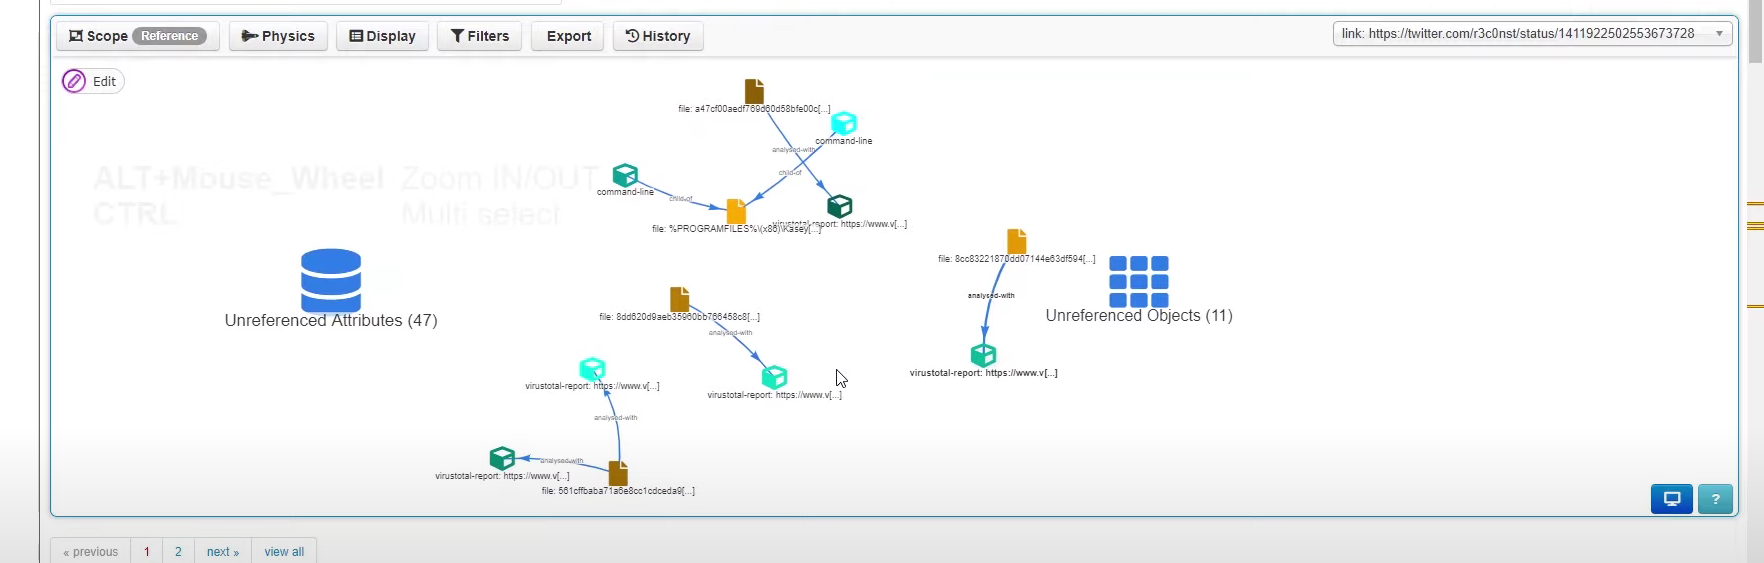 Scope Reference Physics Display Filters Export History link: https://twitter.com/r3c0nst/status/1411922502553673728
Edit
file: a47cf00aedf769d60d58bfe00c[...]
command-line
analysed-with
child-of
command-line
child-of
file: %PROGRAMFILES%\(x86)\Kasey[...]
virustotal-report: https://www.v[...]
ALT+Mouse_Wheel Zoom IN/OUT
CTRL Multi select
file: 8cc83221870dd07144e63df594[...]
analysed-with
Unreferenced Attributes (47)
Unreferenced Objects (11)
file: 8dd620d9aeb35960bb766458c8[...]
analysed-with
virustotal-report: https://www.v[...]
virustotal-report: https://www.v[...]
virustotal-report: https://www.v[...]
analysed-with
analysed-with
virustotal-report: https://www.v[...]
file: 561cffbaba71a6e8cc1cdceda9[...]
?
« previous 1 2 next » view all